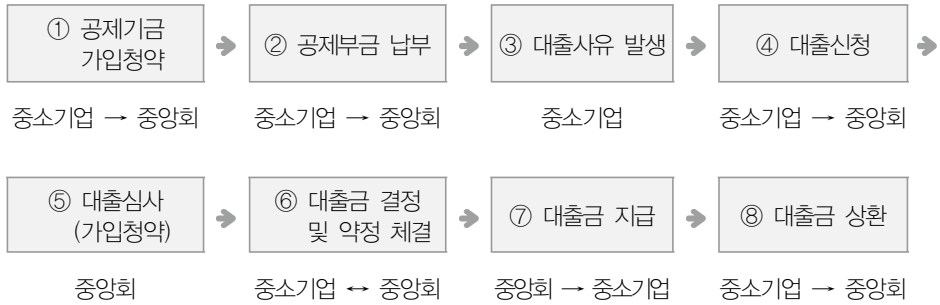 ① 공제기금
가입청약
② 공제부금 납부
③ 대출사유 발생
④ 대출신청
중소기업 → 중앙회
중소기업 → 중앙회
중소기업
중소기업 → 중앙회
⑤ 대출심사
(가입청약)
⑥ 대출금 결정
및 약정 체결
⑦ 대출금 지급
⑧ 대출금 상환
중앙회
중소기업 ↔ 중앙회
중앙회 → 중소기업
중소기업 → 중앙회